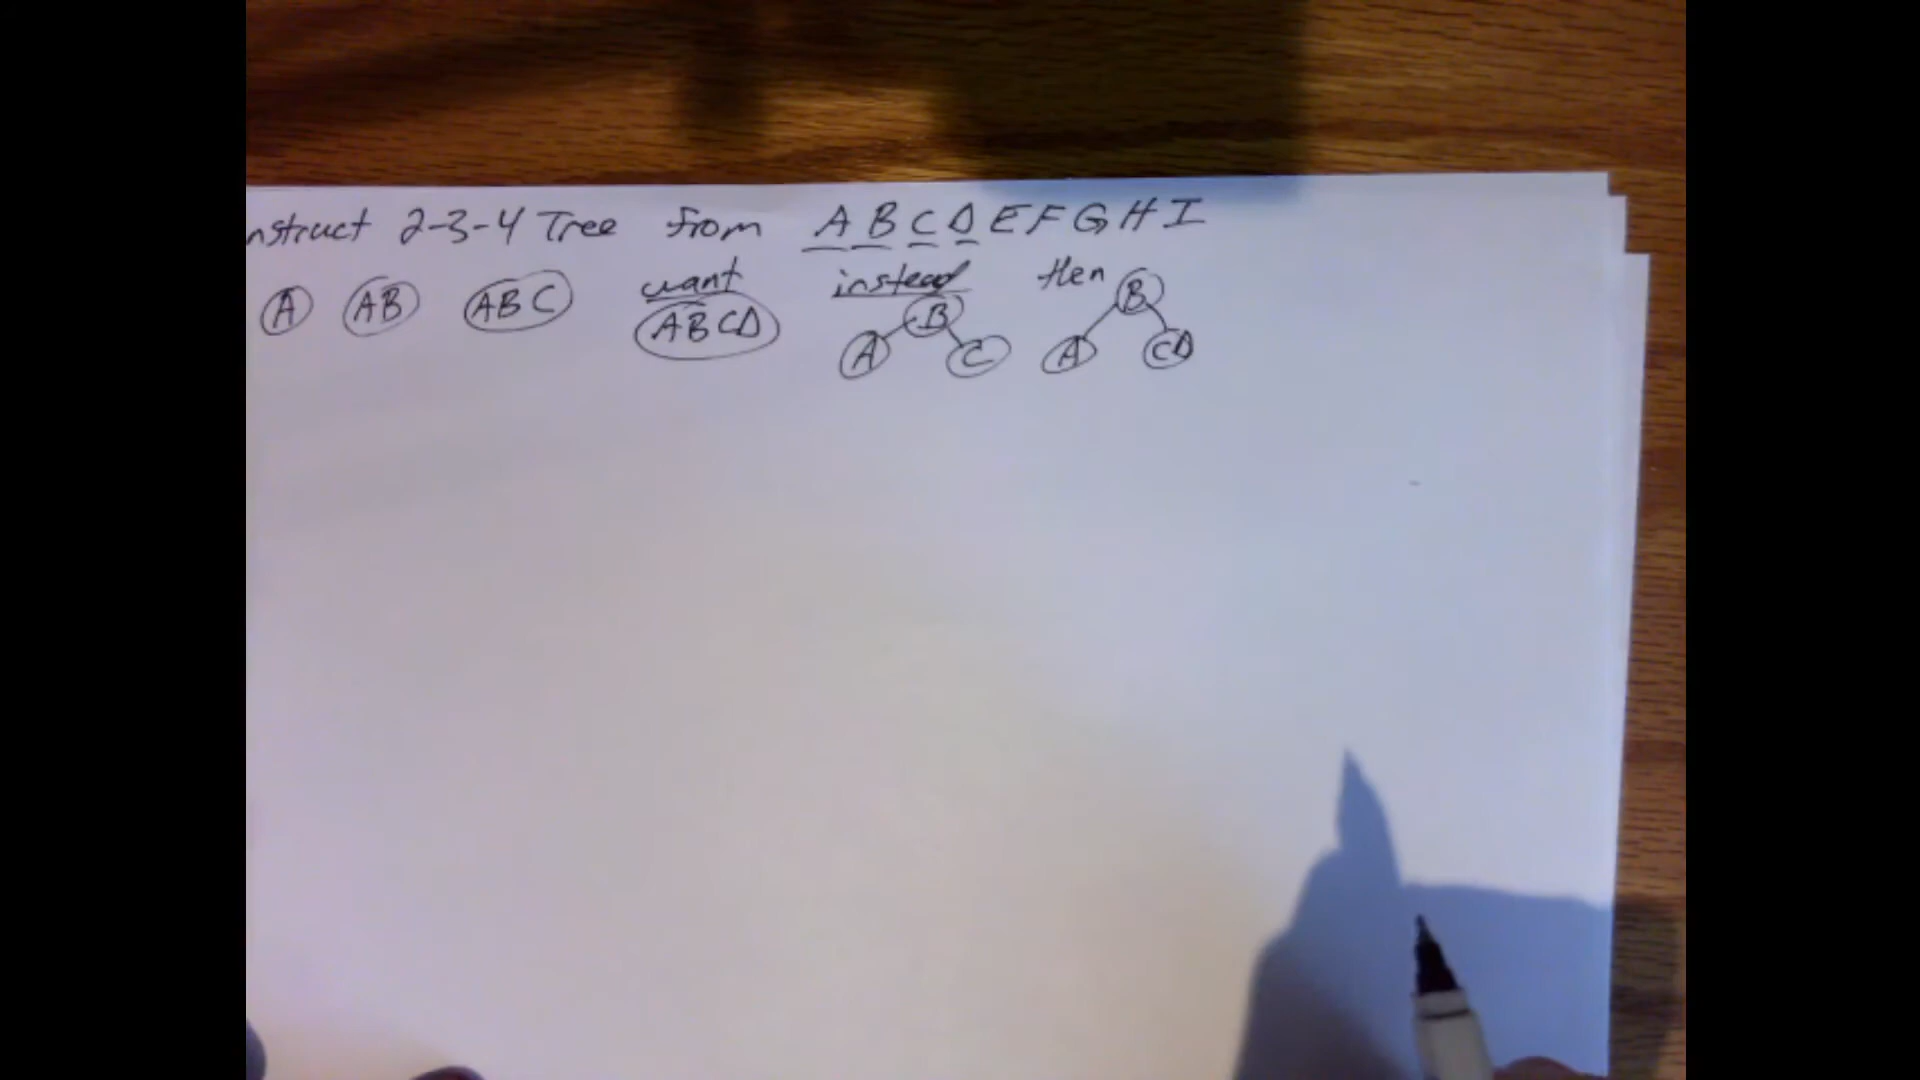 nstruct 2-3-4 Tree from A B C D E F G H I
want instead then
A AB ABC ABCD B B
A C A CD